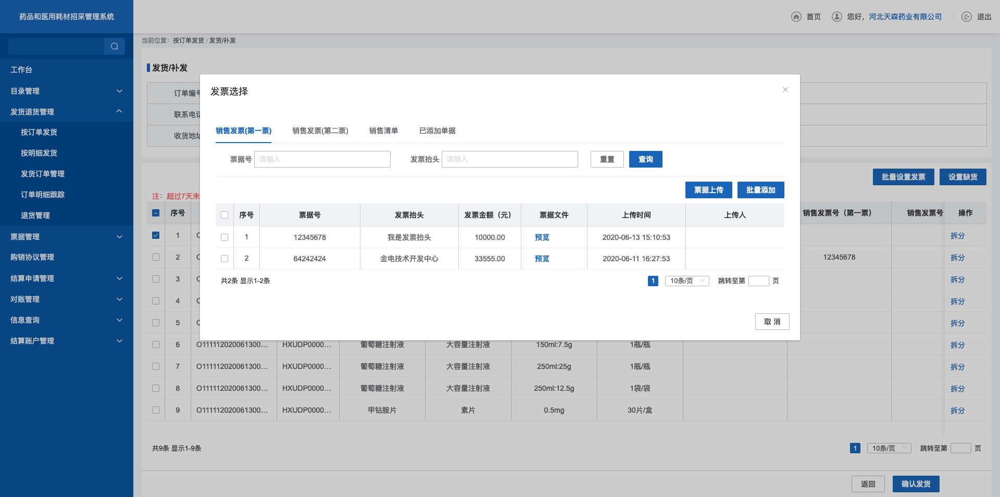 药品和医用耗材招采管理系统
首页 您好，河北天森药业有限公司 退出
当前位置：按订单发货 / 发货/补发
工作台
目录管理
发货退货管理
按订单发货
按明细发货
发货订单管理
订单明细跟踪
退货管理
票据管理
购销协议管理
结算申请管理
对账管理
信息查询
结算账户管理
发货/补发
订单编号
联系电话
收货地址
批量设置发票 设置缺货
注：超过7天未
发票选择
销售发票(第一票) 销售发票(第二票) 销售清单 已添加单据
票据号 请输入 发票抬头 请输入 重置 查询
票据上传 批量添加
序号 票据号 发票抬头 发票金额（元） 票据文件 上传时间 上传人
1 12345678 我是发票抬头 10000.00 预览 2020-06-13 15:10:53
2 64242424 金电技术开发中心 33555.00 预览 2020-06-11 16:27:53
共2条 显示1-2条 1 10条/页 跳转至第 页
取 消
序号 销售发票号（第一票） 销售发票号 操作
1 拆分
2 12345678 拆分
3 拆分
4 拆分
5 拆分
6 O111112020061300... HXUDP0000... 葡萄糖注射液 大容量注射液 150ml:7.5g 1瓶/瓶 拆分
7 O111112020061300... HXUDP0000... 葡萄糖注射液 大容量注射液 250ml:25g 1瓶/瓶 拆分
8 O111112020061300... HXUDP0000... 葡萄糖注射液 大容量注射液 250ml:12.5g 1袋/袋 拆分
9 O111112020061300... HXUDP0000... 甲钴胺片 素片 0.5mg 30片/盒 拆分
共9条 显示1-9条 1 10条/页 跳转至第 页
返回 确认发货